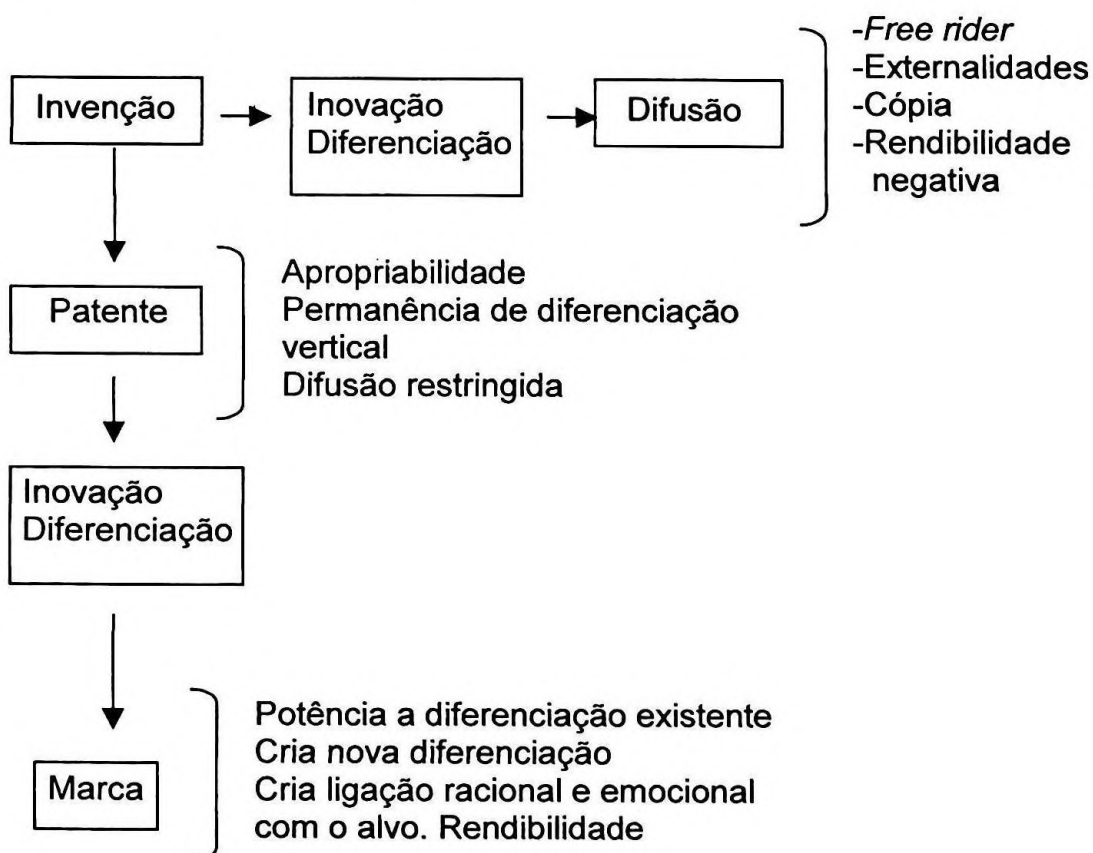 Invenção
Inovação
Diferenciação
Difusão
-Free rider
-Externalidades
-Cópia
-Rendibilidade
negativa
Patente
Apropriabilidade
Permanência de diferenciação
vertical
Difusão restringida
Inovação
Diferenciação
Marca
Potência a diferenciação existente
Cria nova diferenciação
Cria ligação racional e emocional
com o alvo. Rendibilidade